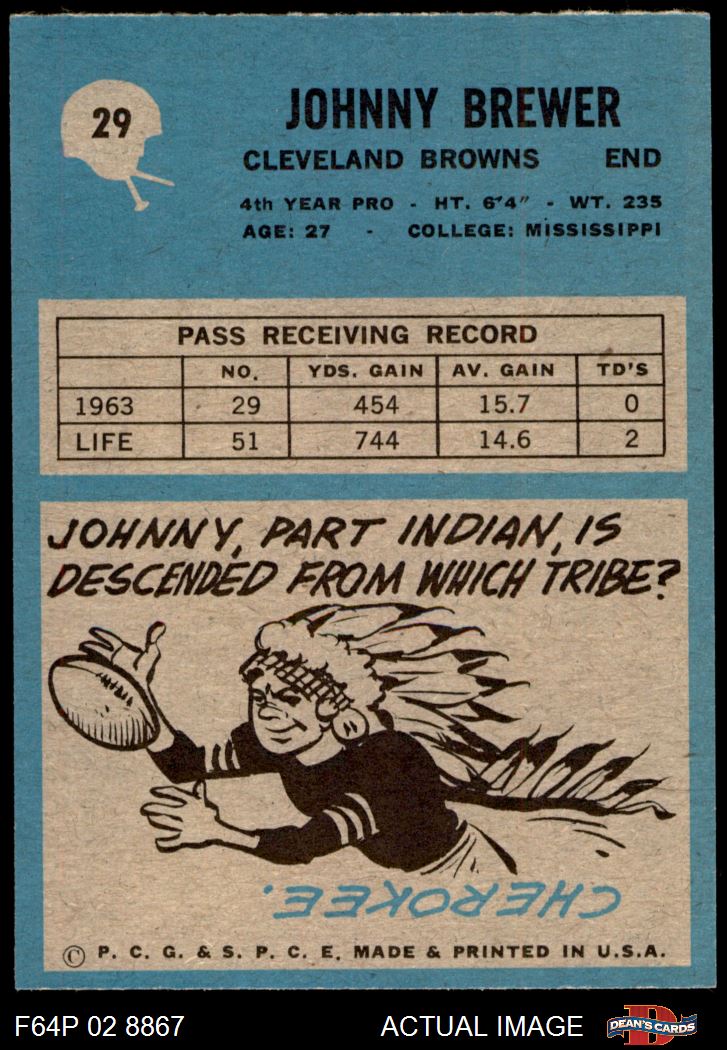 29
JOHNNY BREWER
CLEVELAND BROWNS END
4th YEAR PRO - HT. 6'4" - WT. 235
AGE: 27 - COLLEGE: MISSISSIPPI
PASS RECEIVING RECORD
NO. YDS. GAIN AV. GAIN TD'S
1963 29 454 15.7 0
LIFE 51 744 14.6 2
JOHNNY, PART INDIAN, IS
DESCENDED FROM WHICH TRIBE?
CHEROKEE.
© P. C. G. & S. P. C. E. MADE & PRINTED IN U.S.A.
F64P 02 8867 ACTUAL IMAGE DEAN'S CARDS